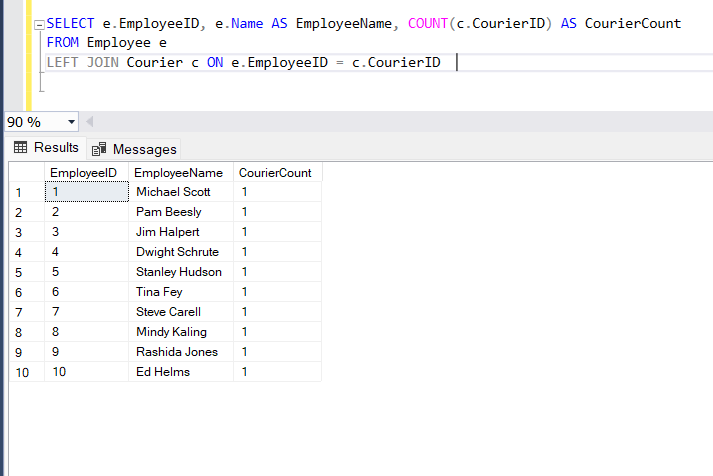 SELECT e.EmployeeID, e.Name AS EmployeeName, COUNT(c.CourierID) AS CourierCount
FROM Employee e
LEFT JOIN Courier c ON e.EmployeeID = c.CourierID
90 %
Results Messages
EmployeeID EmployeeName CourierCount
1 1 Michael Scott 1
2 2 Pam Beesly 1
3 3 Jim Halpert 1
4 4 Dwight Schrute 1
5 5 Stanley Hudson 1
6 6 Tina Fey 1
7 7 Steve Carell 1
8 8 Mindy Kaling 1
9 9 Rashida Jones 1
10 10 Ed Helms 1